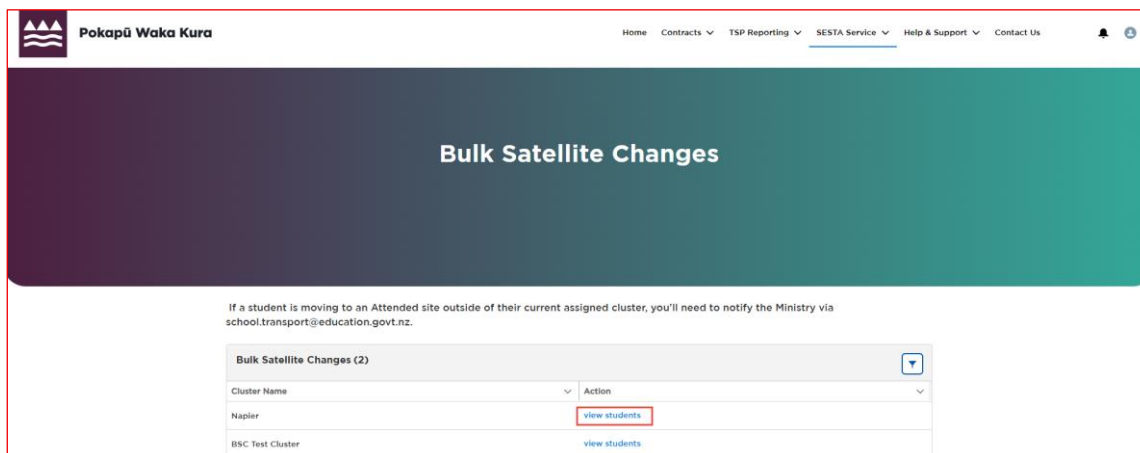 Pokapū Waka Kura
Home Contracts TSP Reporting SESTA Service Help & Support Contact Us
Bulk Satellite Changes
If a student is moving to an Attended site outside of their current assigned cluster, you'll need to notify the Ministry via
school.transport@education.govt.nz.
Bulk Satellite Changes (2)
Cluster Name Action
Napier view students
BSC Test Cluster view students